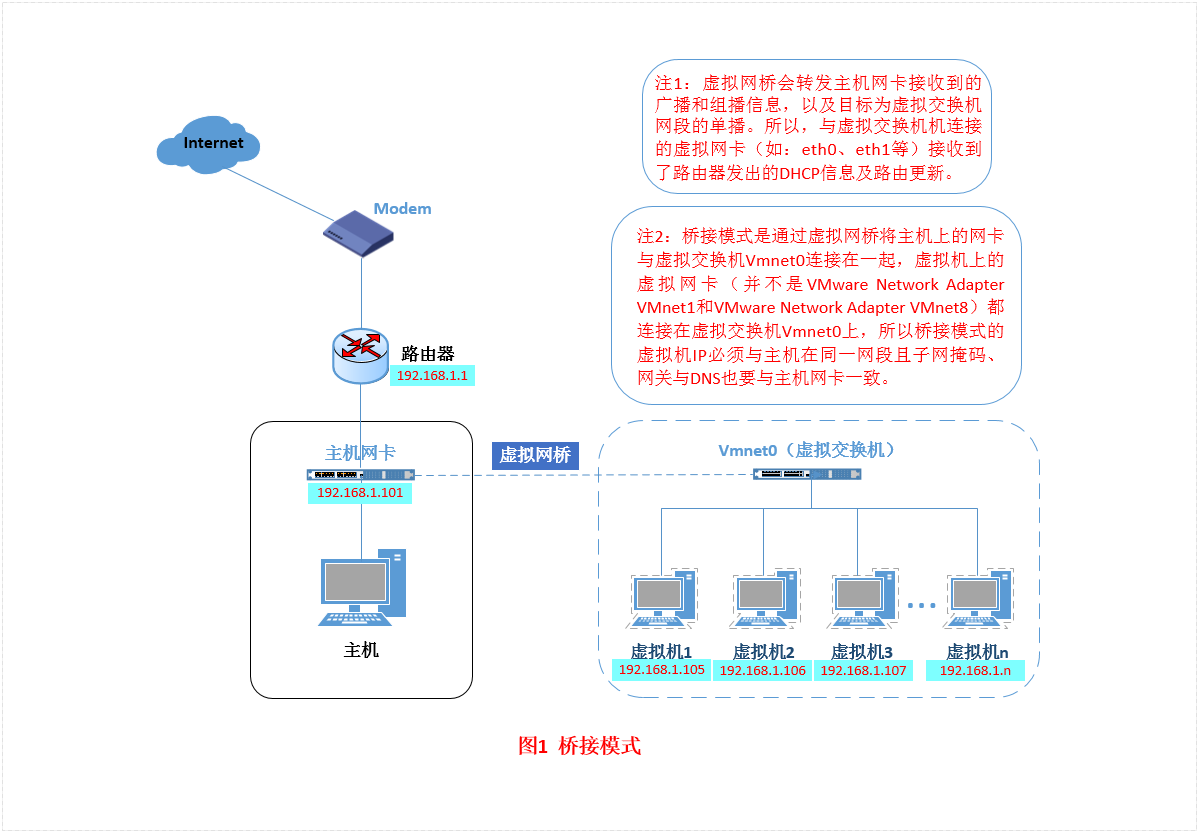 注1：虚拟网桥会转发主机网卡接收到的
广播和组播信息，以及目标为虚拟交换机
网段的单播。所以，与虚拟交换机机连接
的虚拟网卡（如：eth0、eth1等）接收到
了路由器发出的DHCP信息及路由更新。
Internet
Modem
注2：桥接模式是通过虚拟网桥将主机上的网卡
与虚拟交换机Vmnet0连接在一起，虚拟机上的
虚拟网卡（并不是VMware Network Adapter
VMnet1和VMware Network Adapter VMnet8）都
连接在虚拟交换机Vmnet0上，所以桥接模式的
虚拟机IP必须与主机在同一网段且子网掩码、
网关与DNS也要与主机网卡一致。
路由器
192.168.1.1
主机网卡
192.168.1.101
主机
虚拟网桥
Vmnet0（虚拟交换机）
虚拟机1
192.168.1.105
虚拟机2
192.168.1.106
虚拟机3
192.168.1.107
...
虚拟机n
192.168.1.n
图1 桥接模式